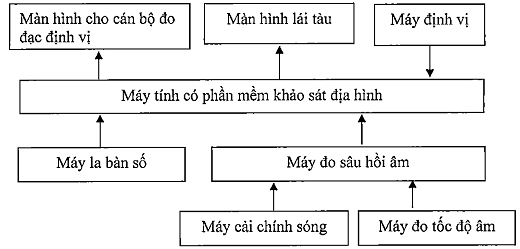 Màn hình cho cán bộ đo
đạc định vị
Màn hình lái tàu
Máy định vị
Máy tính có phần mềm khảo sát địa hình
Máy la bàn số
Máy đo sâu hồi âm
Máy cải chính sóng
Máy đo tốc độ âm